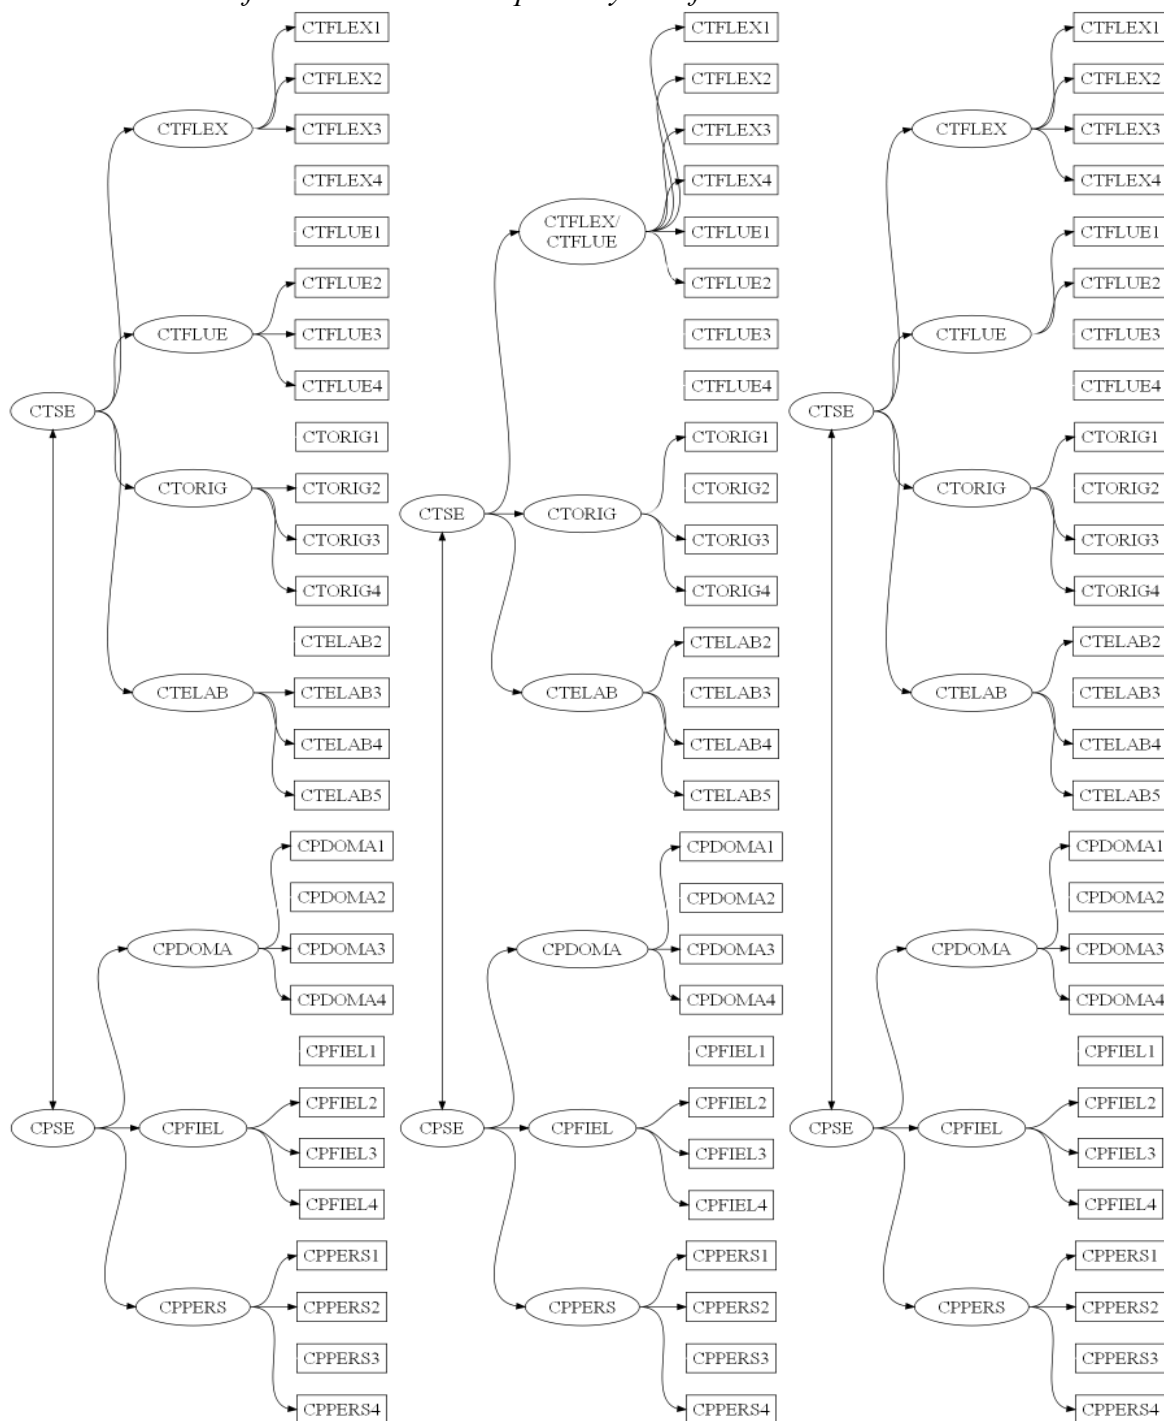 CTFLEX1
CTFLEX2
CTFLEX3
CTFLEX4
CTFLUE1
CTFLUE2
CTFLUE3
CTFLUE4
CTORIG1
CTORIG2
CTORIG3
CTORIG4
CTELAB2
CTELAB3
CTELAB4
CTELAB5
CPDOMA1
CPDOMA2
CPDOMA3
CPDOMA4
CPFIEL1
CPFIEL2
CPFIEL3
CPFIEL4
CPPERS1
CPPERS2
CPPERS3
CPPERS4
CTFLEX
CTFLUE
CTSE
CTORIG
CTELAB
CPDOMA
CPSE
CPFIEL
CPPERS
CTFLEX1
CTFLEX2
CTFLEX3
CTFLEX4
CTFLUE1
CTFLUE2
CTFLUE3
CTFLUE4
CTORIG1
CTORIG2
CTORIG3
CTORIG4
CTELAB2
CTELAB3
CTELAB4
CTELAB5
CPDOMA1
CPDOMA2
CPDOMA3
CPDOMA4
CPFIEL1
CPFIEL2
CPFIEL3
CPFIEL4
CPPERS1
CPPERS2
CPPERS3
CPPERS4
CTFLEX/
CTFLUE
CTSE
CTORIG
CTELAB
CPDOMA
CPSE
CPFIEL
CPPERS
CTFLEX1
CTFLEX2
CTFLEX3
CTFLEX4
CTFLUE1
CTFLUE2
CTFLUE3
CTFLUE4
CTORIG1
CTORIG2
CTORIG3
CTORIG4
CTELAB2
CTELAB3
CTELAB4
CTELAB5
CPDOMA1
CPDOMA2
CPDOMA3
CPDOMA4
CPFIEL1
CPFIEL2
CPFIEL3
CPFIEL4
CPPERS1
CPPERS2
CPPERS3
CPPERS4
CTFLEX
CTFLUE
CTSE
CTORIG
CTELAB
CPDOMA
CPSE
CPFIEL
CPPERS